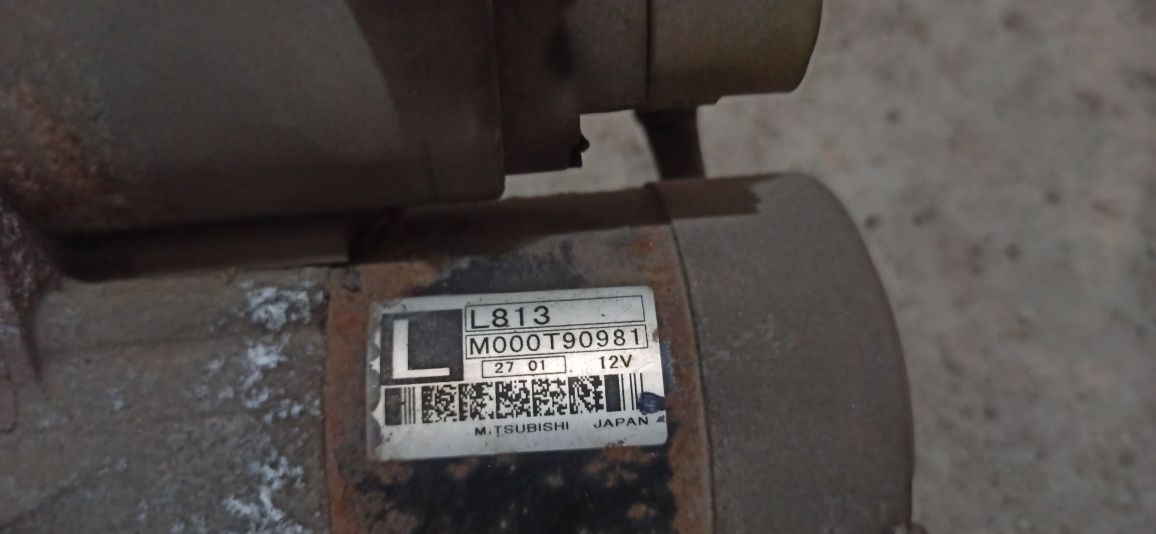 L
L813
M000T90981
27 01
12V
MITSUBISHI JAPAN